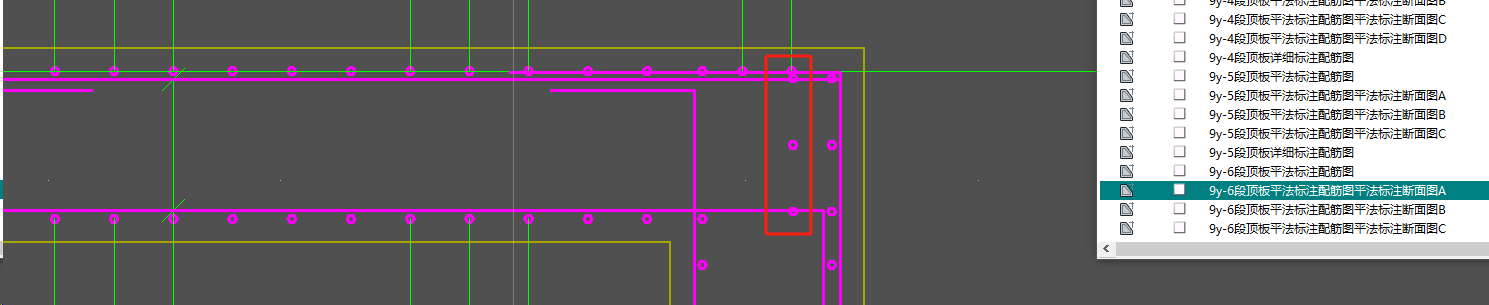 9y-4段顶板平法标注配筋图平法标注断面图B
9y-4段顶板平法标注配筋图平法标注断面图C
9y-4段顶板平法标注配筋图平法标注断面图D
9y-4段顶板详细标注配筋图
9y-5段顶板平法标注配筋图
9y-5段顶板平法标注配筋图平法标注断面图A
9y-5段顶板平法标注配筋图平法标注断面图B
9y-5段顶板平法标注配筋图平法标注断面图C
9y-5段顶板详细标注配筋图
9y-6段顶板平法标注配筋图
9y-6段顶板平法标注配筋图平法标注断面图A
9y-6段顶板平法标注配筋图平法标注断面图B
9y-6段顶板平法标注配筋图平法标注断面图C